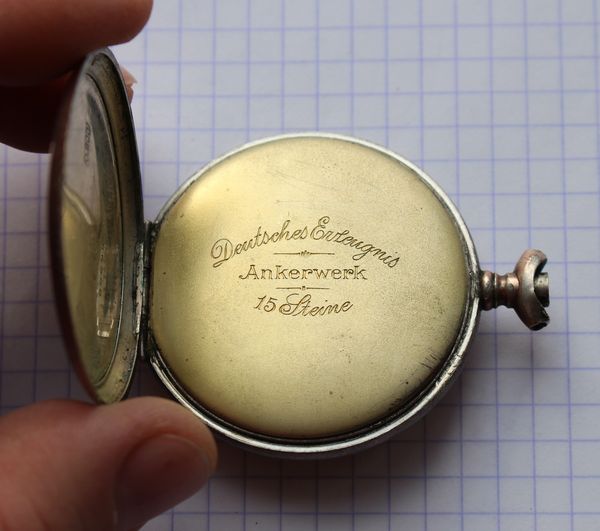 Deutsches Erzeugnis
Ankerwerk
15 Steine